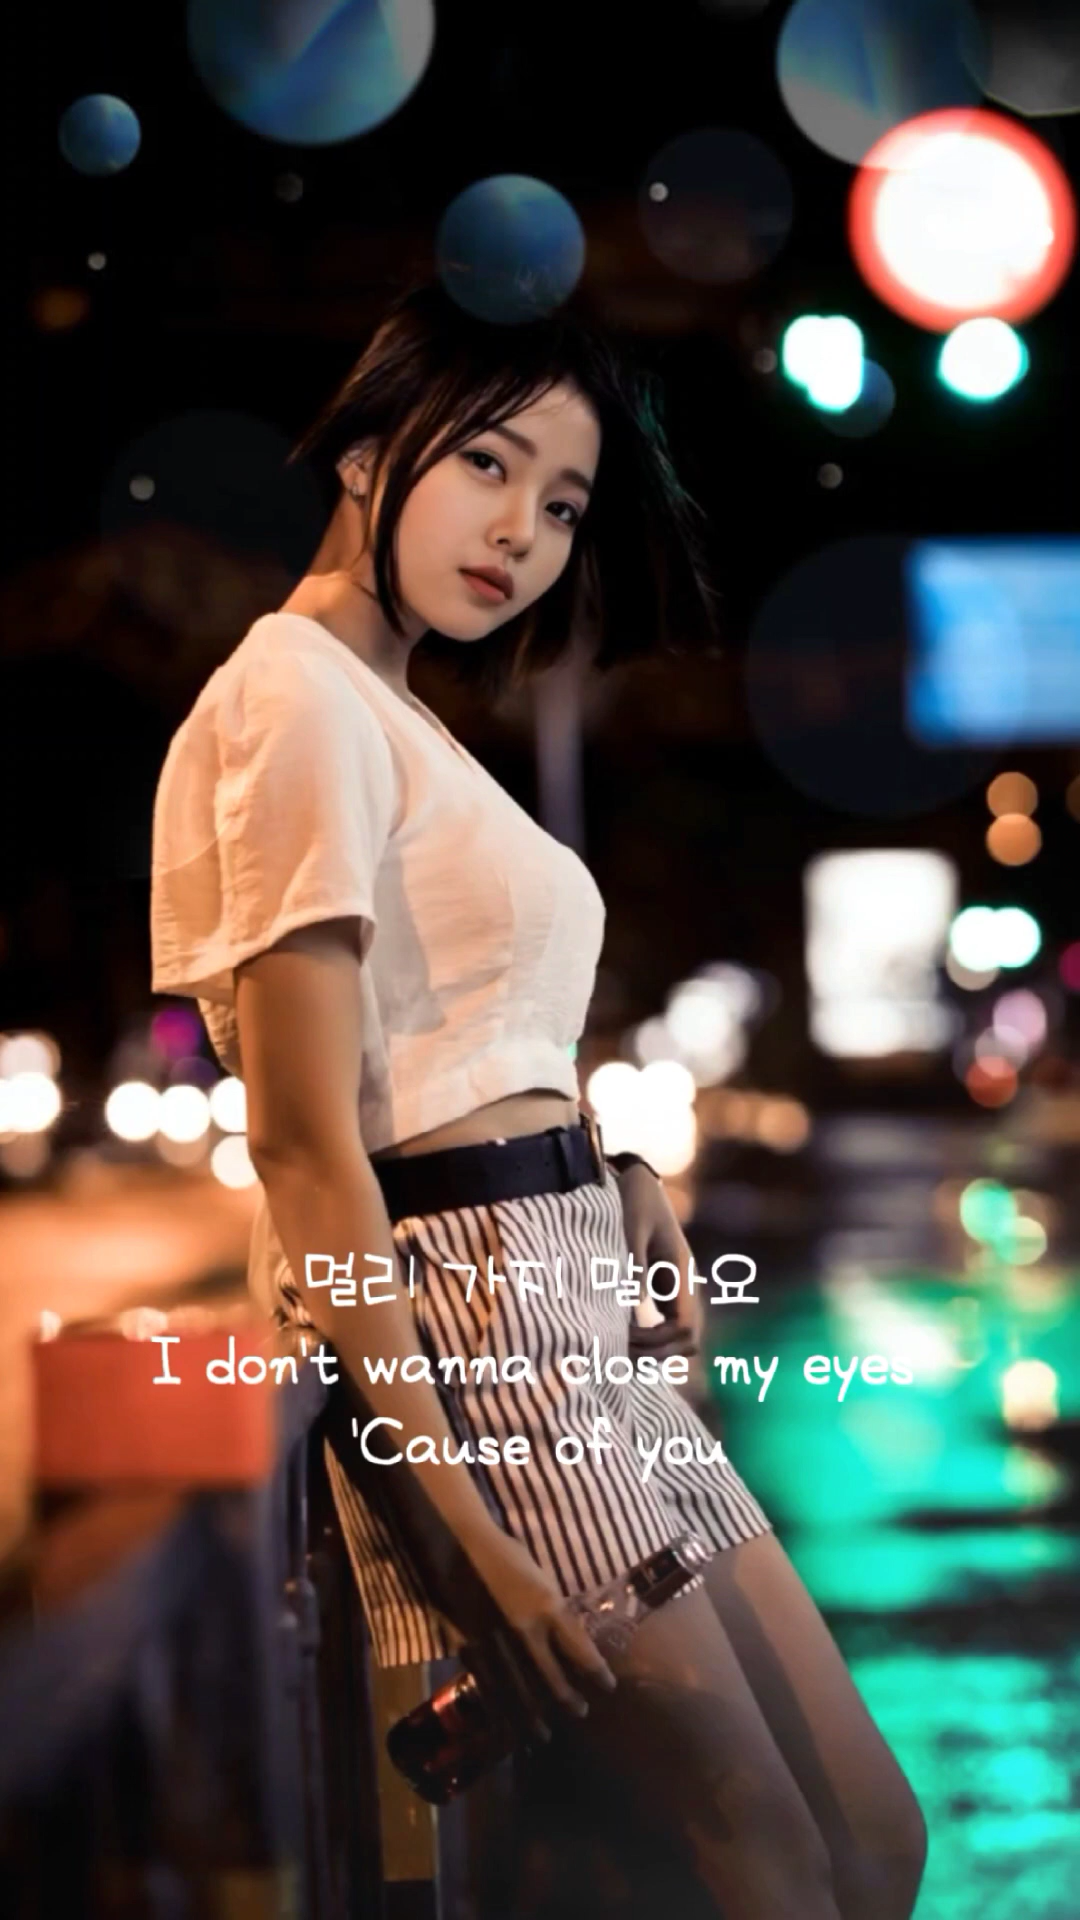 멀리 가지 말아요
I don't wanna close my eyes
'Cause of you